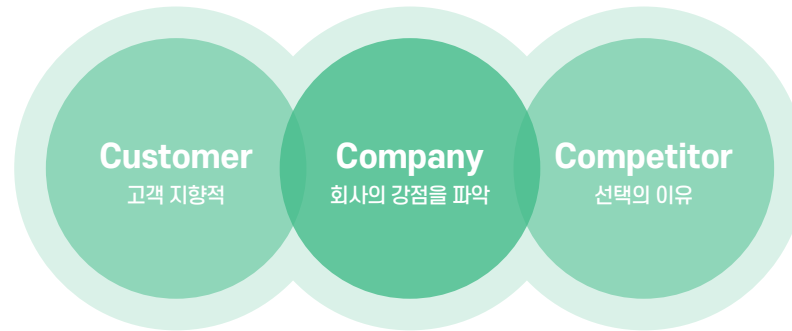 Customer
고객 지향적
Company
회사의 강점을 파악
Competitor
선택의 이유